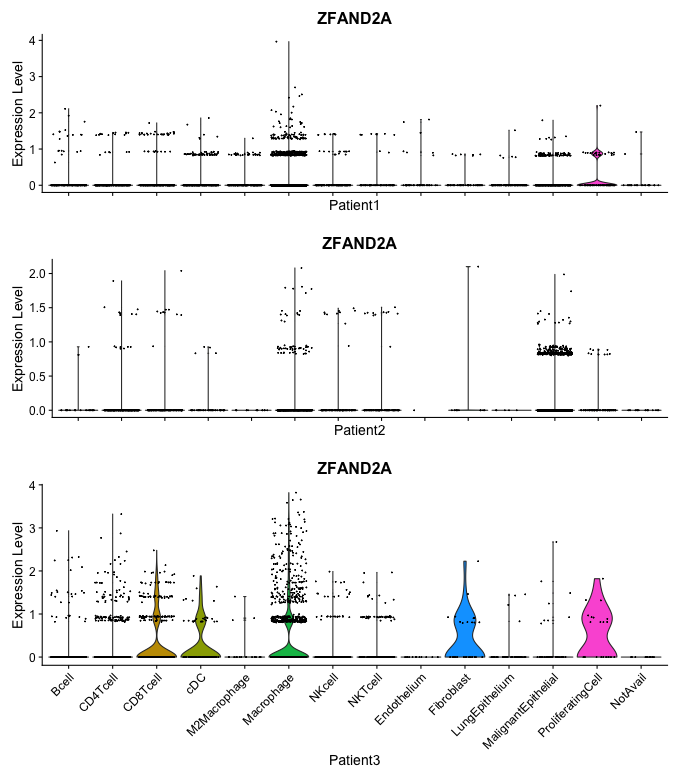 ZFAND2A
Expression Level
4
3
2
1
0
Patient1
ZFAND2A
Expression Level
2.0
1.5
1.0
0.5
0.0
Patient2
ZFAND2A
Expression Level
4
3
2
1
0
Bcell
CD4Tcell
CD8Tcell
cDC
M2Macrophage
Macrophage
NKcell
NKTcell
Endothelium
Fibroblast
LungEpithelium
MalignantEpithelial
ProliferatingCell
NotAvail
Patient3